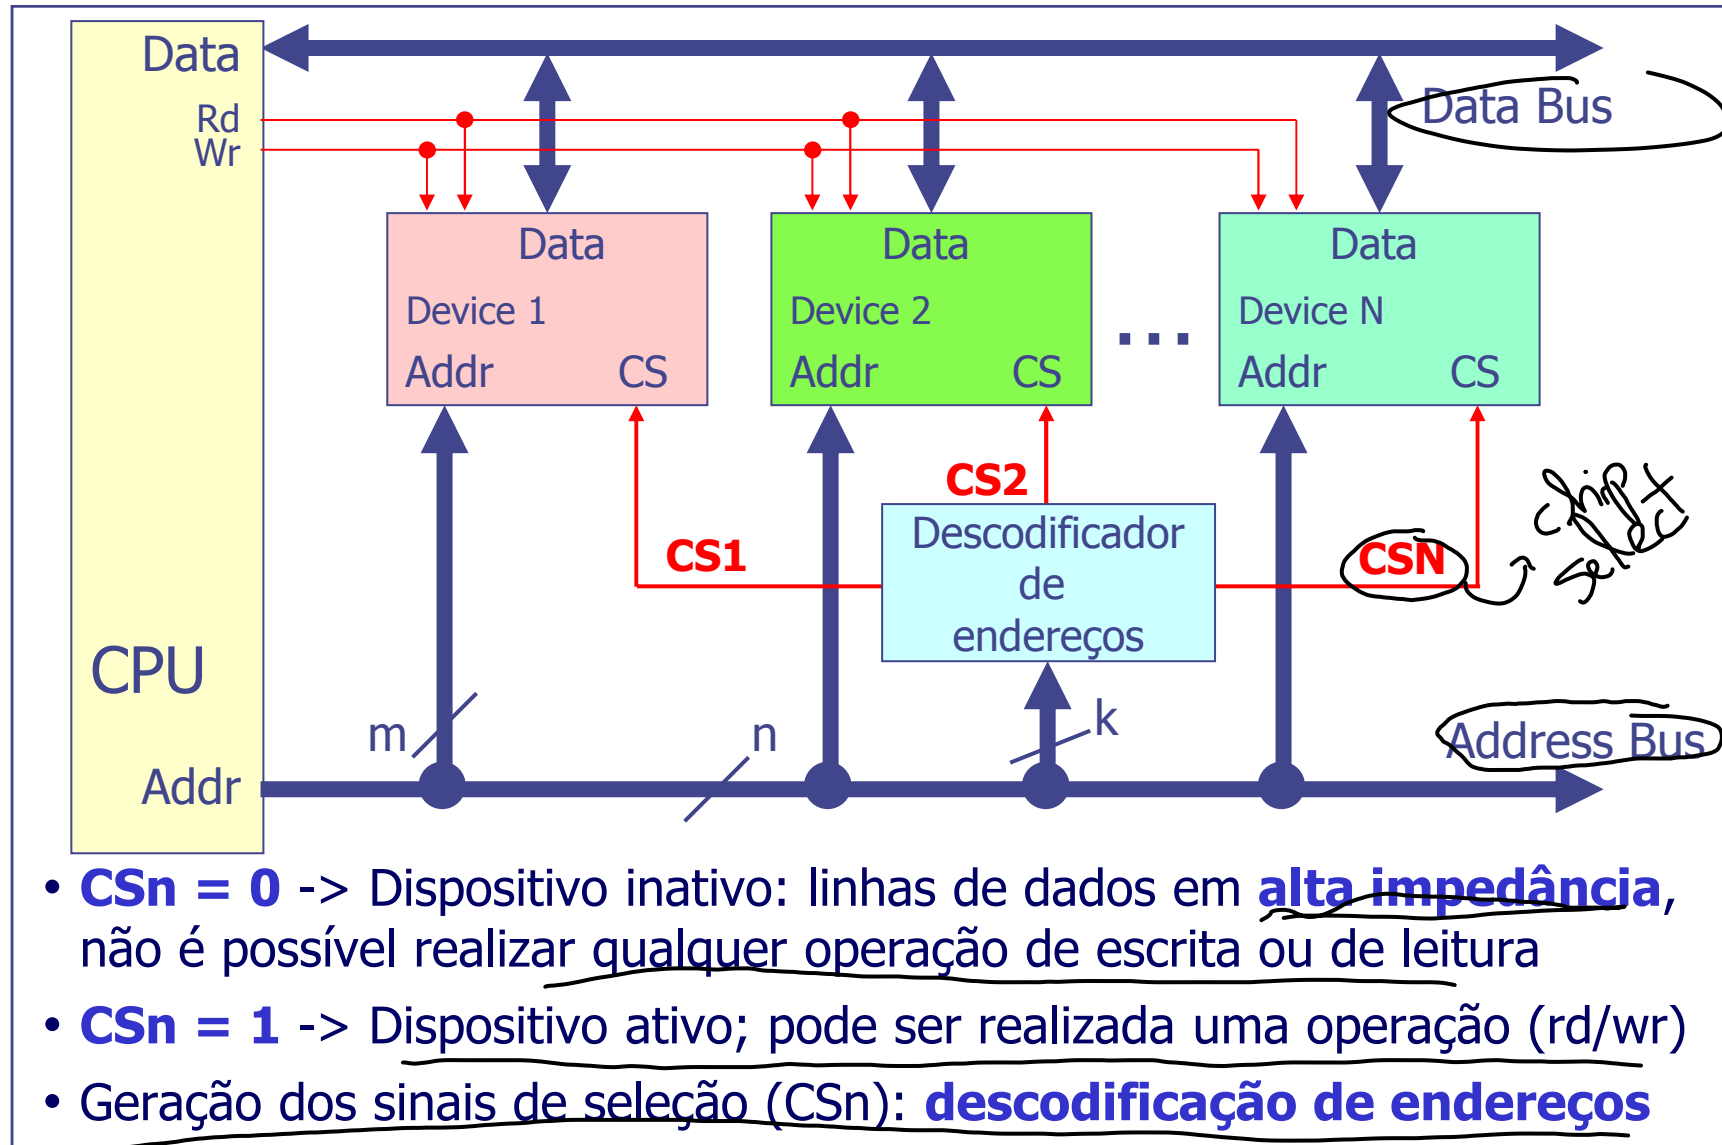 Data
Rd
Wr
Data Bus
Data
Data
Data
Device 1
Device 2
...
Device N
Addr CS
Addr CS
Addr CS
CS2
chip
select
Descodificador
de
endereços
CS1
CSN
CPU
m
n
k
Address Bus
Addr
• CSn = 0 -> Dispositivo inativo: linhas de dados em alta impedância,
não é possível realizar qualquer operação de escrita ou de leitura
• CSn = 1 -> Dispositivo ativo; pode ser realizada uma operação (rd/wr)
• Geração dos sinais de seleção (CSn): descodificação de endereços